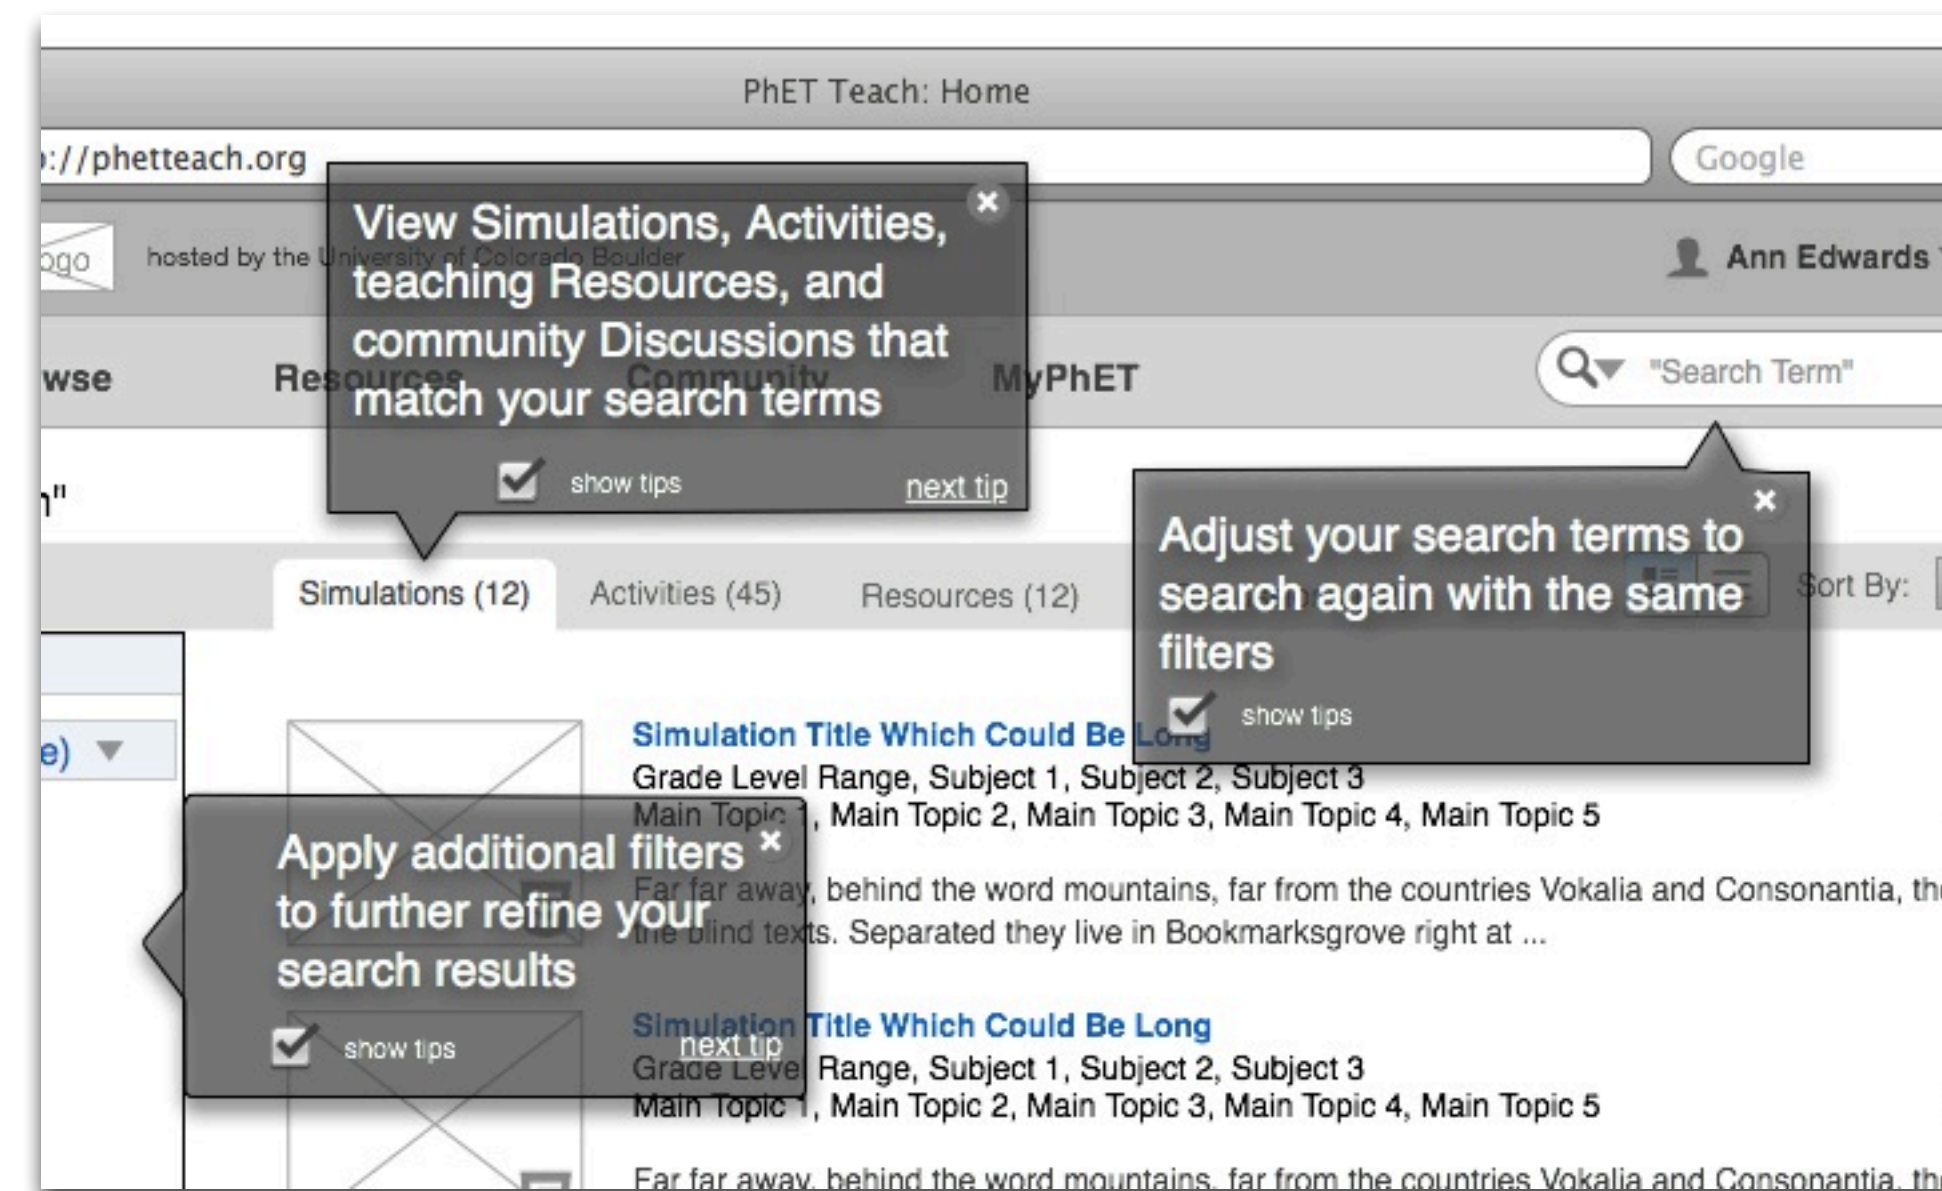 PhET Teach: Home
://phetteach.org
Google
ogo
hosted by the University of Colorado Boulder
Ann Edwards
View Simulations, Activities,
teaching Resources, and
community Discussions that
match your search terms
show tips
next tip
wse
Resources
Community
MyPhET
"Search Term"
"
Adjust your search terms to
search again with the same
filters
show tips
Simulations (12)
Activities (45)
Resources (12)
Sort By:
e)
Simulation Title Which Could Be Long
Grade Level Range, Subject 1, Subject 2, Subject 3
Main Topic 1, Main Topic 2, Main Topic 3, Main Topic 4, Main Topic 5
Far far away, behind the word mountains, far from the countries Vokalia and Consonantia, the
the blind texts. Separated they live in Bookmarksgrove right at ...
Apply additional filters
to further refine your
search results
show tips
next tip
Simulation Title Which Could Be Long
Grade Level Range, Subject 1, Subject 2, Subject 3
Main Topic 1, Main Topic 2, Main Topic 3, Main Topic 4, Main Topic 5
Far far away, behind the word mountains, far from the countries Vokalia and Consonantia, the